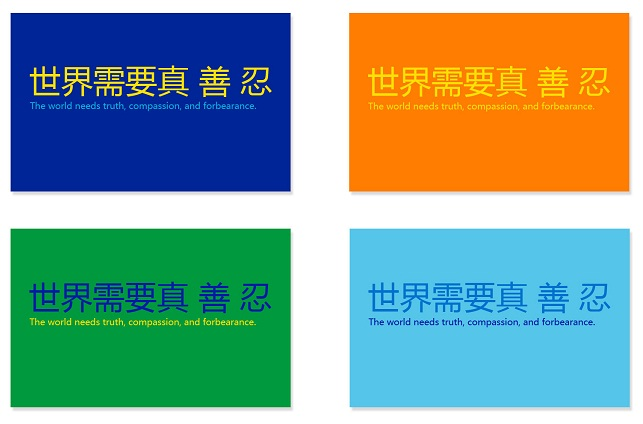 世界需要真 善 忍
The world needs truth, compassion, and forbearance.
世界需要真 善 忍
The world needs truth, compassion, and forbearance.
世界需要真 善 忍
The world needs truth, compassion, and forbearance.
世界需要真 善 忍
The world needs truth, compassion, and forbearance.